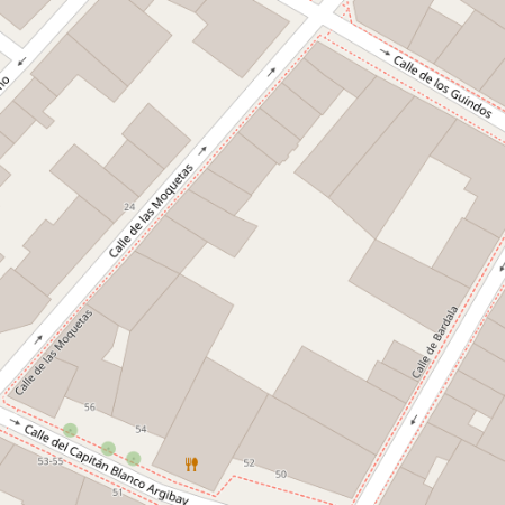 Calle de los Guindos
Calle de las Moquetas
24
Calle de Bardala
Calle de las Moquetas
56
54
Calle del Capitán Blanco Argibay
52
50
53-55
51